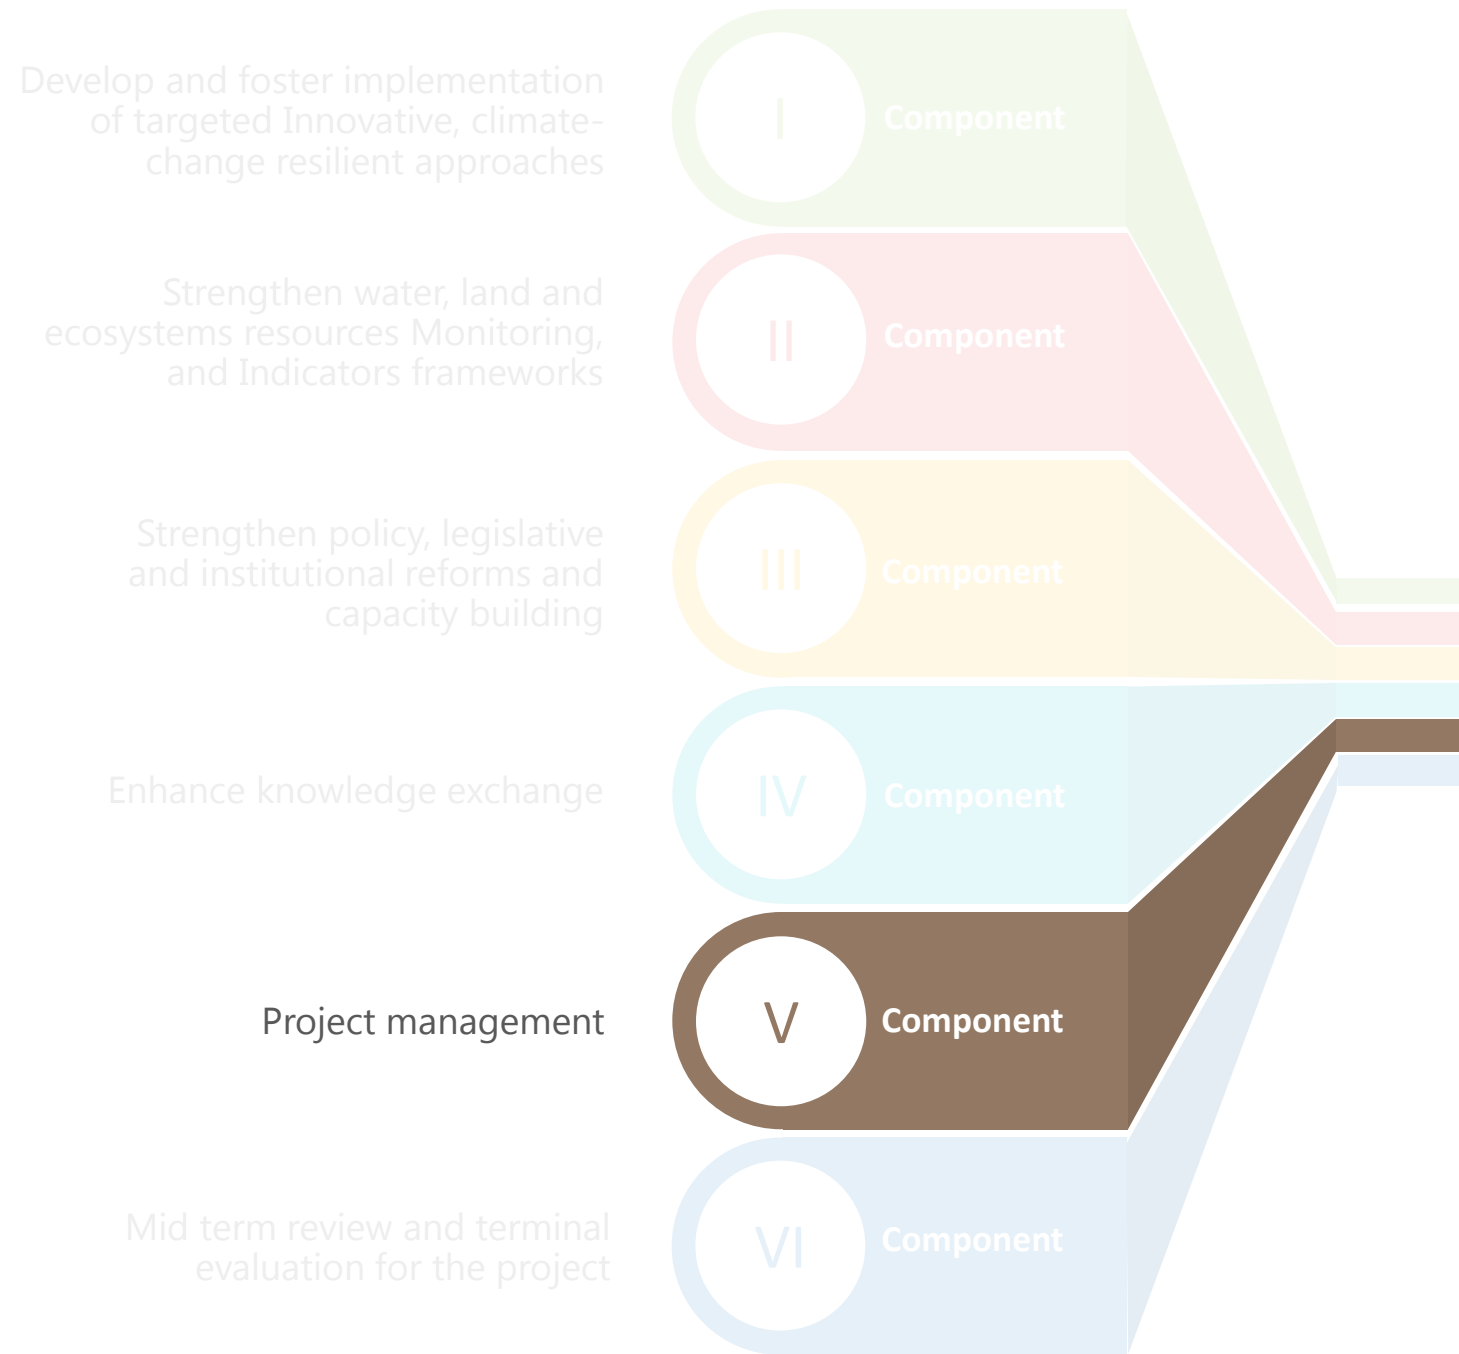 Develop and foster implementation
of targeted Innovative, climate-
change resilient approaches
I
Component
Strengthen water, land and
ecosystems resources Monitoring,
and Indicators frameworks
II
Component
Strengthen policy, legislative
and institutional reforms and
capacity building
III
Component
Enhance knowledge exchange
IV
Component
Project management
V
Component
Mid term review and terminal
evaluation for the project
VI
Component